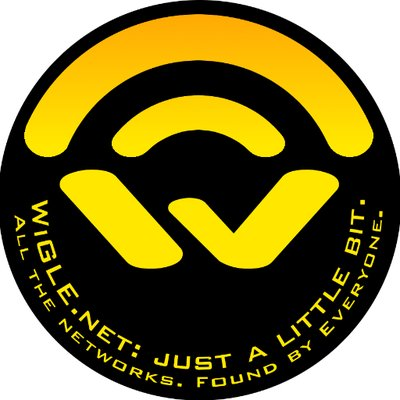 WiGLE.NET: JUST A LITTLE BIT.
ALL THE NETWORKS. FOUND BY EVERYONE.